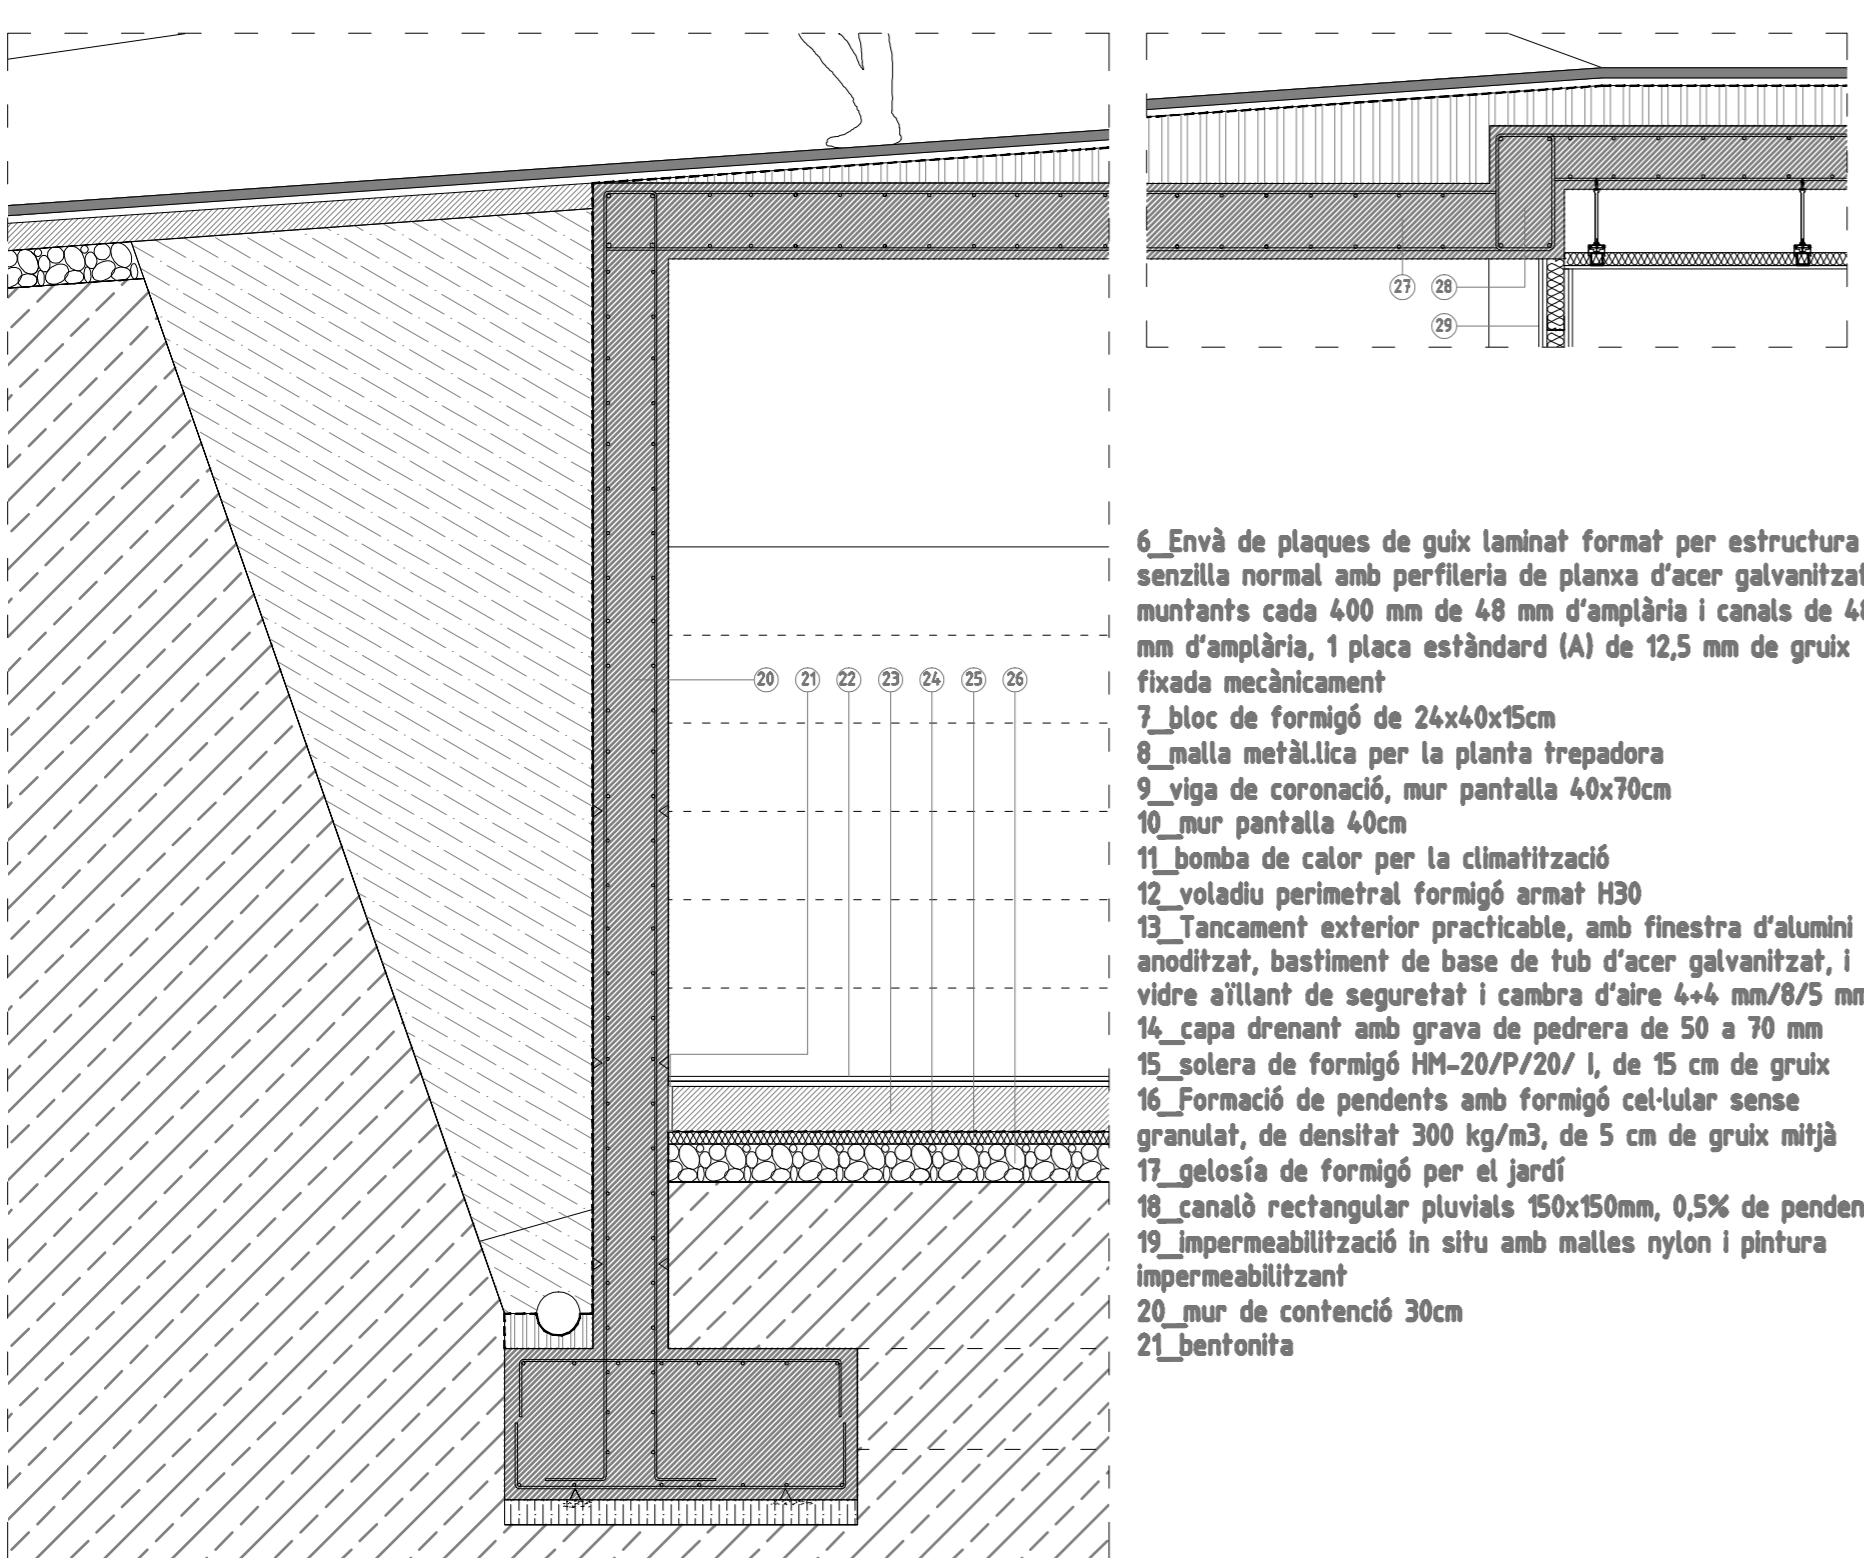 27 28
29
20 21 22 23 24 25 26
6_Envà de plaques de guix laminat format per estructura
senzilla normal amb perfileria de planxa d'acer galvanitzat
muntants cada 400 mm de 48 mm d'amplària i canals de 48
mm d'amplària, 1 placa estàndard (A) de 12,5 mm de gruix
fixada mecànicament
7_bloc de formigó de 24x40x15cm
8_malla metàl.lica per la planta trepadora
9_viga de coronació, mur pantalla 40x70cm
10_mur pantalla 40cm
11_bomba de calor per la climatització
12_voladiu perimetral formigó armat H30
13_Tancament exterior practicable, amb finestra d'alumini
anoditzat, bastiment de base de tub d'acer galvanitzat, i
vidre aïllant de seguretat i cambra d'aire 4+4 mm/8/5 mm
14_capa drenant amb grava de pedrera de 50 a 70 mm
15_solera de formigó HM-20/P/20/ I, de 15 cm de gruix
16_Formació de pendents amb formigó cel·lular sense
granulat, de densitat 300 kg/m3, de 5 cm de gruix mitjà
17_gelosía de formigó per el jardí
18_canalò rectangular pluvials 150x150mm, 0,5% de penden
19_impermeabilització in situ amb malles nylon i pintura
impermeabilitzant
20_mur de contenció 30cm
21_bentonita